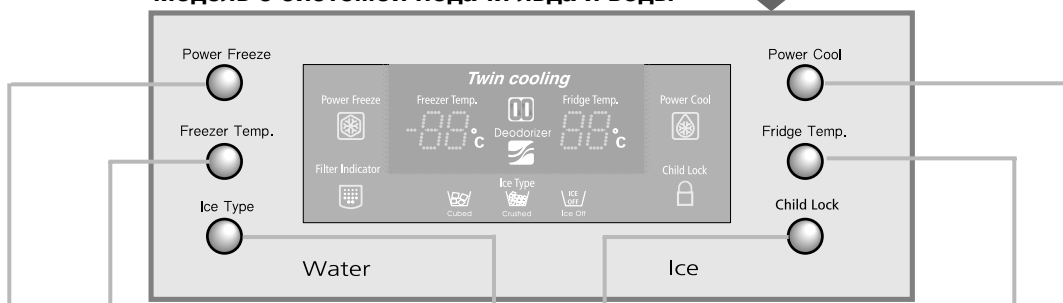 Модель с системой подачи льда и воды
Power Freeze
Power Cool
Twin cooling
Power Freeze
Freezer Temp.
Fridge Temp.
Power Cool
-88°C
Deodorizer
88°C
Freezer Temp.
Fridge Temp.
Filter Indicator
Ice Type
Child Lock
ICE
OFF
Cubed
Crushed
Ice Off
Ice Type
Child Lock
Water
Ice